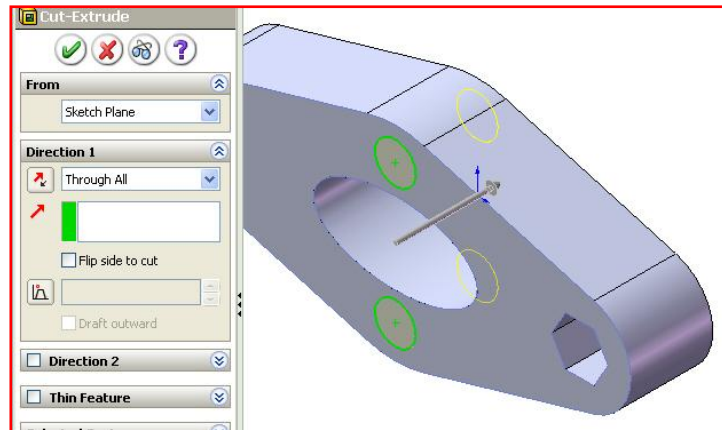 Cut-Extrude
?
From
Sketch Plane
Direction 1
Through All
Flip side to cut
Draft outward
Direction 2
Thin Feature